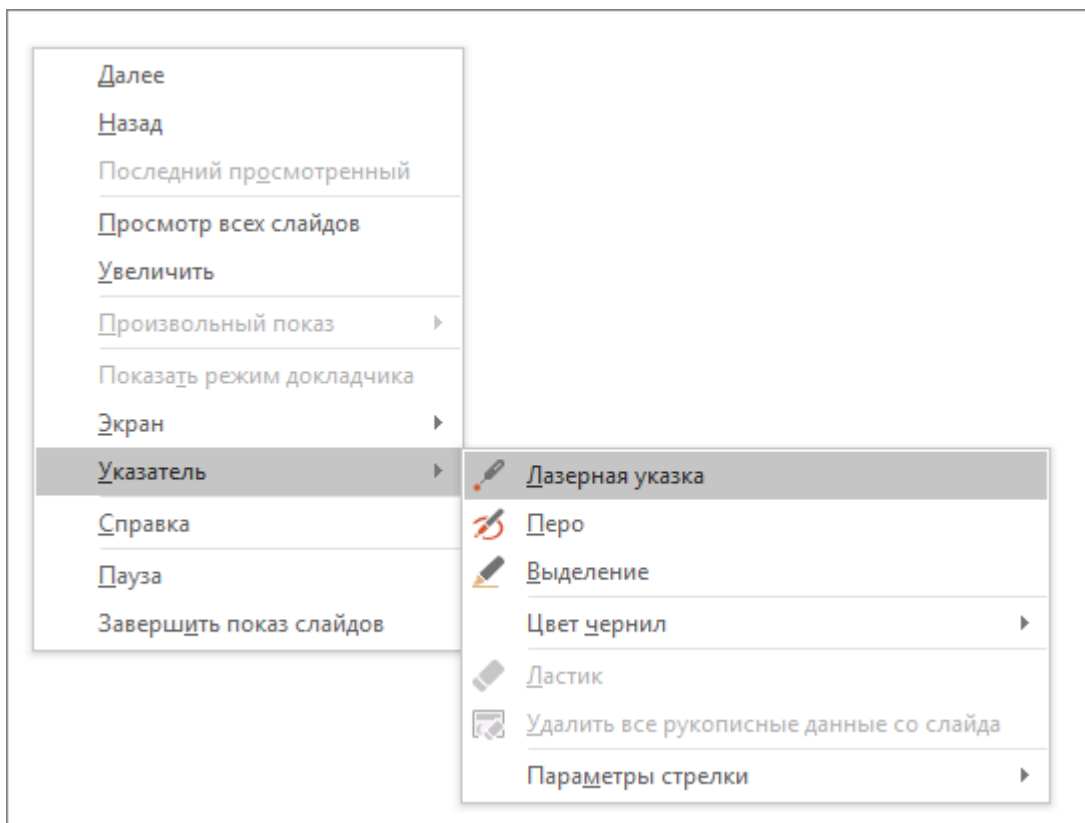 Далее
Назад
Последний просмотренный
Просмотр всех слайдов
Увеличить
Произвольный показ
Показать режим докладчика
Экран
Указатель
Справка
Пауза
Завершить показ слайдов
Лазерная указка
Перо
Выделение
Цвет чернил
Ластик
Удалить все рукописные данные со слайда
Параметры стрелки